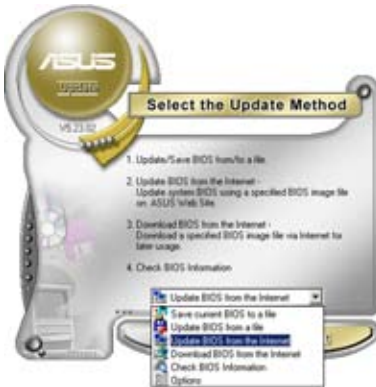 ASUS
Update
V5.23.02
Select the Update Method
1. Update/Save BIOS from/to a file.
2. Update BIOS from the Internet -
Update system BIOS using a specified BIOS image file
on ASUS Web Site.
3. Download BIOS from the Internet -
Download a specified BIOS image file via Internet for
later usage.
4. Check BIOS Information
Update BIOS from the Internet
Save current BIOS to a file
Update BIOS from a file
Update BIOS from the Internet
Download BIOS from the Internet
Check BIOS Information
Options